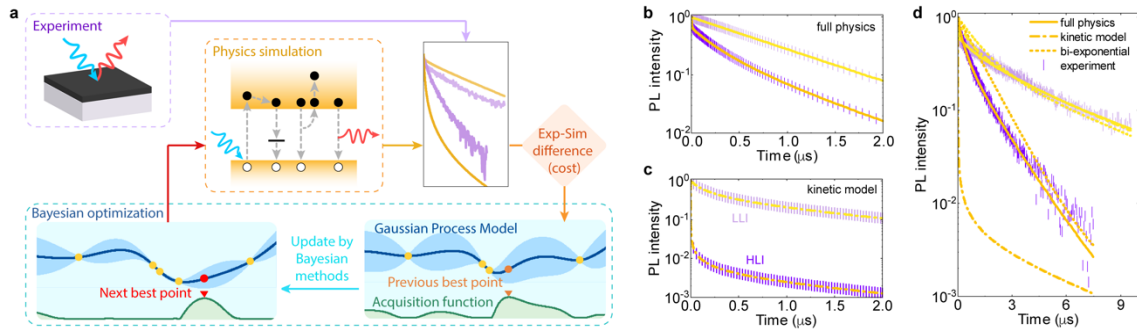 a
Experiment
Physics simulation
Exp-Sim
difference
(cost)
Bayesian optimization
Next best point
Update by
Bayesian
methods
Gaussian Process Model
Previous best point
Acquisition function
b
full physics
PL intensity
10⁰
10⁻¹
10⁻²
0.0 0.5 1.0 1.5 2.0
Time (μs)
c
kinetic model
LLI
HLI
PL intensity
10⁰
10⁻¹
10⁻²
10⁻³
0.0 0.5 1.0 1.5 2.0
Time (μs)
d
full physics
kinetic model
bi-exponential
experiment
PL intensity
10⁰
10⁻¹
10⁻²
10⁻³
0 3 6 9
Time (μs)